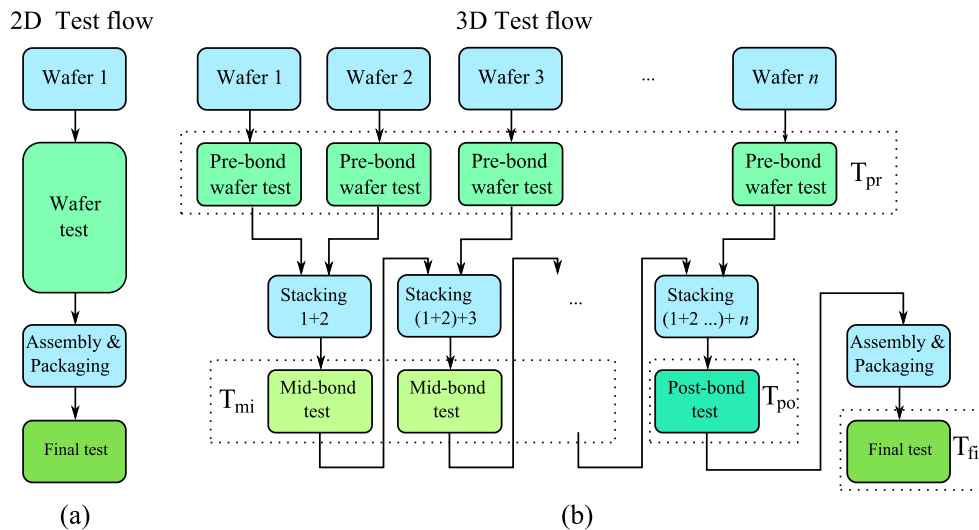 2D Test flow
3D Test flow
Wafer 1
Wafer 1
Wafer 2
Wafer 3
...
Wafer n
Wafer
test
Pre-bond
wafer test
Pre-bond
wafer test
Pre-bond
wafer test
Pre-bond
wafer test
Tpr
Stacking
1+2
Stacking
(1+2)+3
...
Stacking
(1+2 ...)+ n
Assembly &
Packaging
Assembly &
Packaging
Tmi
Mid-bond
test
Mid-bond
test
Post-bond
test
Tpo
Final test
Final test
Tfi
(a)
(b)